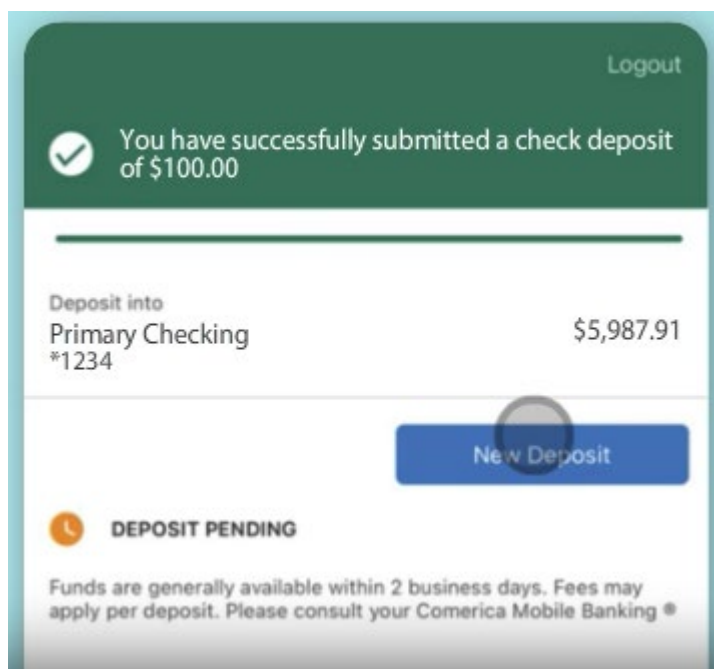 Logout
You have successfully submitted a check deposit
of $100.00
Deposit into
Primary Checking
$5,987.91
*1234
New Deposit
DEPOSIT PENDING
Funds are generally available within 2 business days. Fees may
apply per deposit. Please consult your Comerica Mobile Banking ®